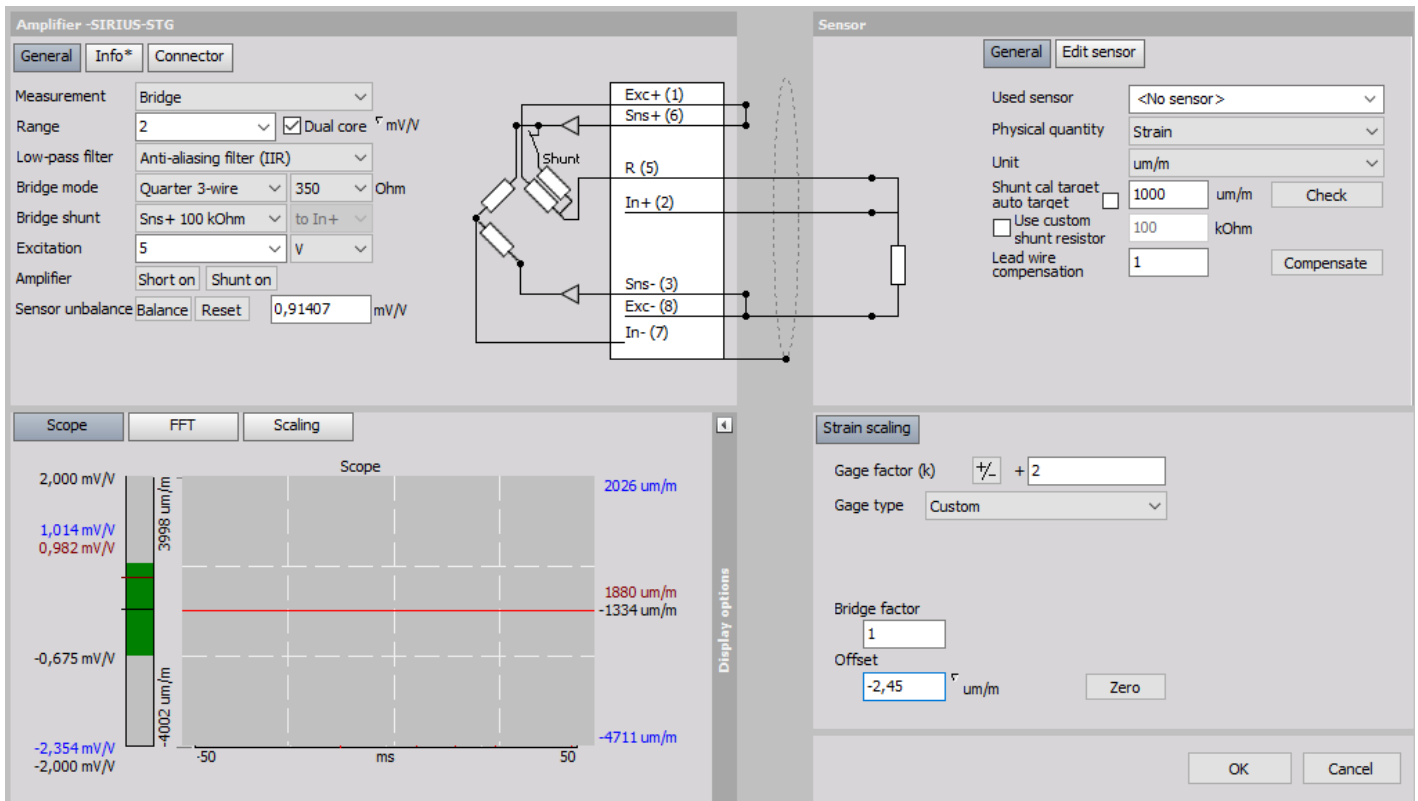 Amplifier -SIRIUS-STG
General Info* Connector
Measurement Bridge
Range 2 Dual core mV/V
Low-pass filter Anti-aliasing filter (IIR)
Bridge mode Quarter 3-wire 350 Ohm
Bridge shunt Sns+ 100 kOhm to In+
Excitation 5 V
Amplifier Short on Shunt on
Sensor unbalance Balance Reset 0,91407 mV/V
Shunt
Exc+ (1)
Sns+ (6)
R (5)
In+ (2)
Sns- (3)
Exc- (8)
In- (7)
Sensor
General Edit sensor
Used sensor <No sensor>
Physical quantity Strain
Unit um/m
Shunt cal target
auto target 1000 um/m Check
Use custom
shunt resistor 100 kOhm
Lead wire
compensation 1 Compensate
Scope FFT Scaling
Scope
2,000 mV/V
1,014 mV/V
0,982 mV/V
-0,675 mV/V
-2,354 mV/V
-2,000 mV/V
3998 um/m
-4002 um/m
2026 um/m
1880 um/m
-1334 um/m
-4711 um/m
-50 ms 50
Display options
Strain scaling
Gage factor (k) +/- + 2
Gage type Custom
Bridge factor
1
Offset
-2,45 um/m Zero
OK Cancel